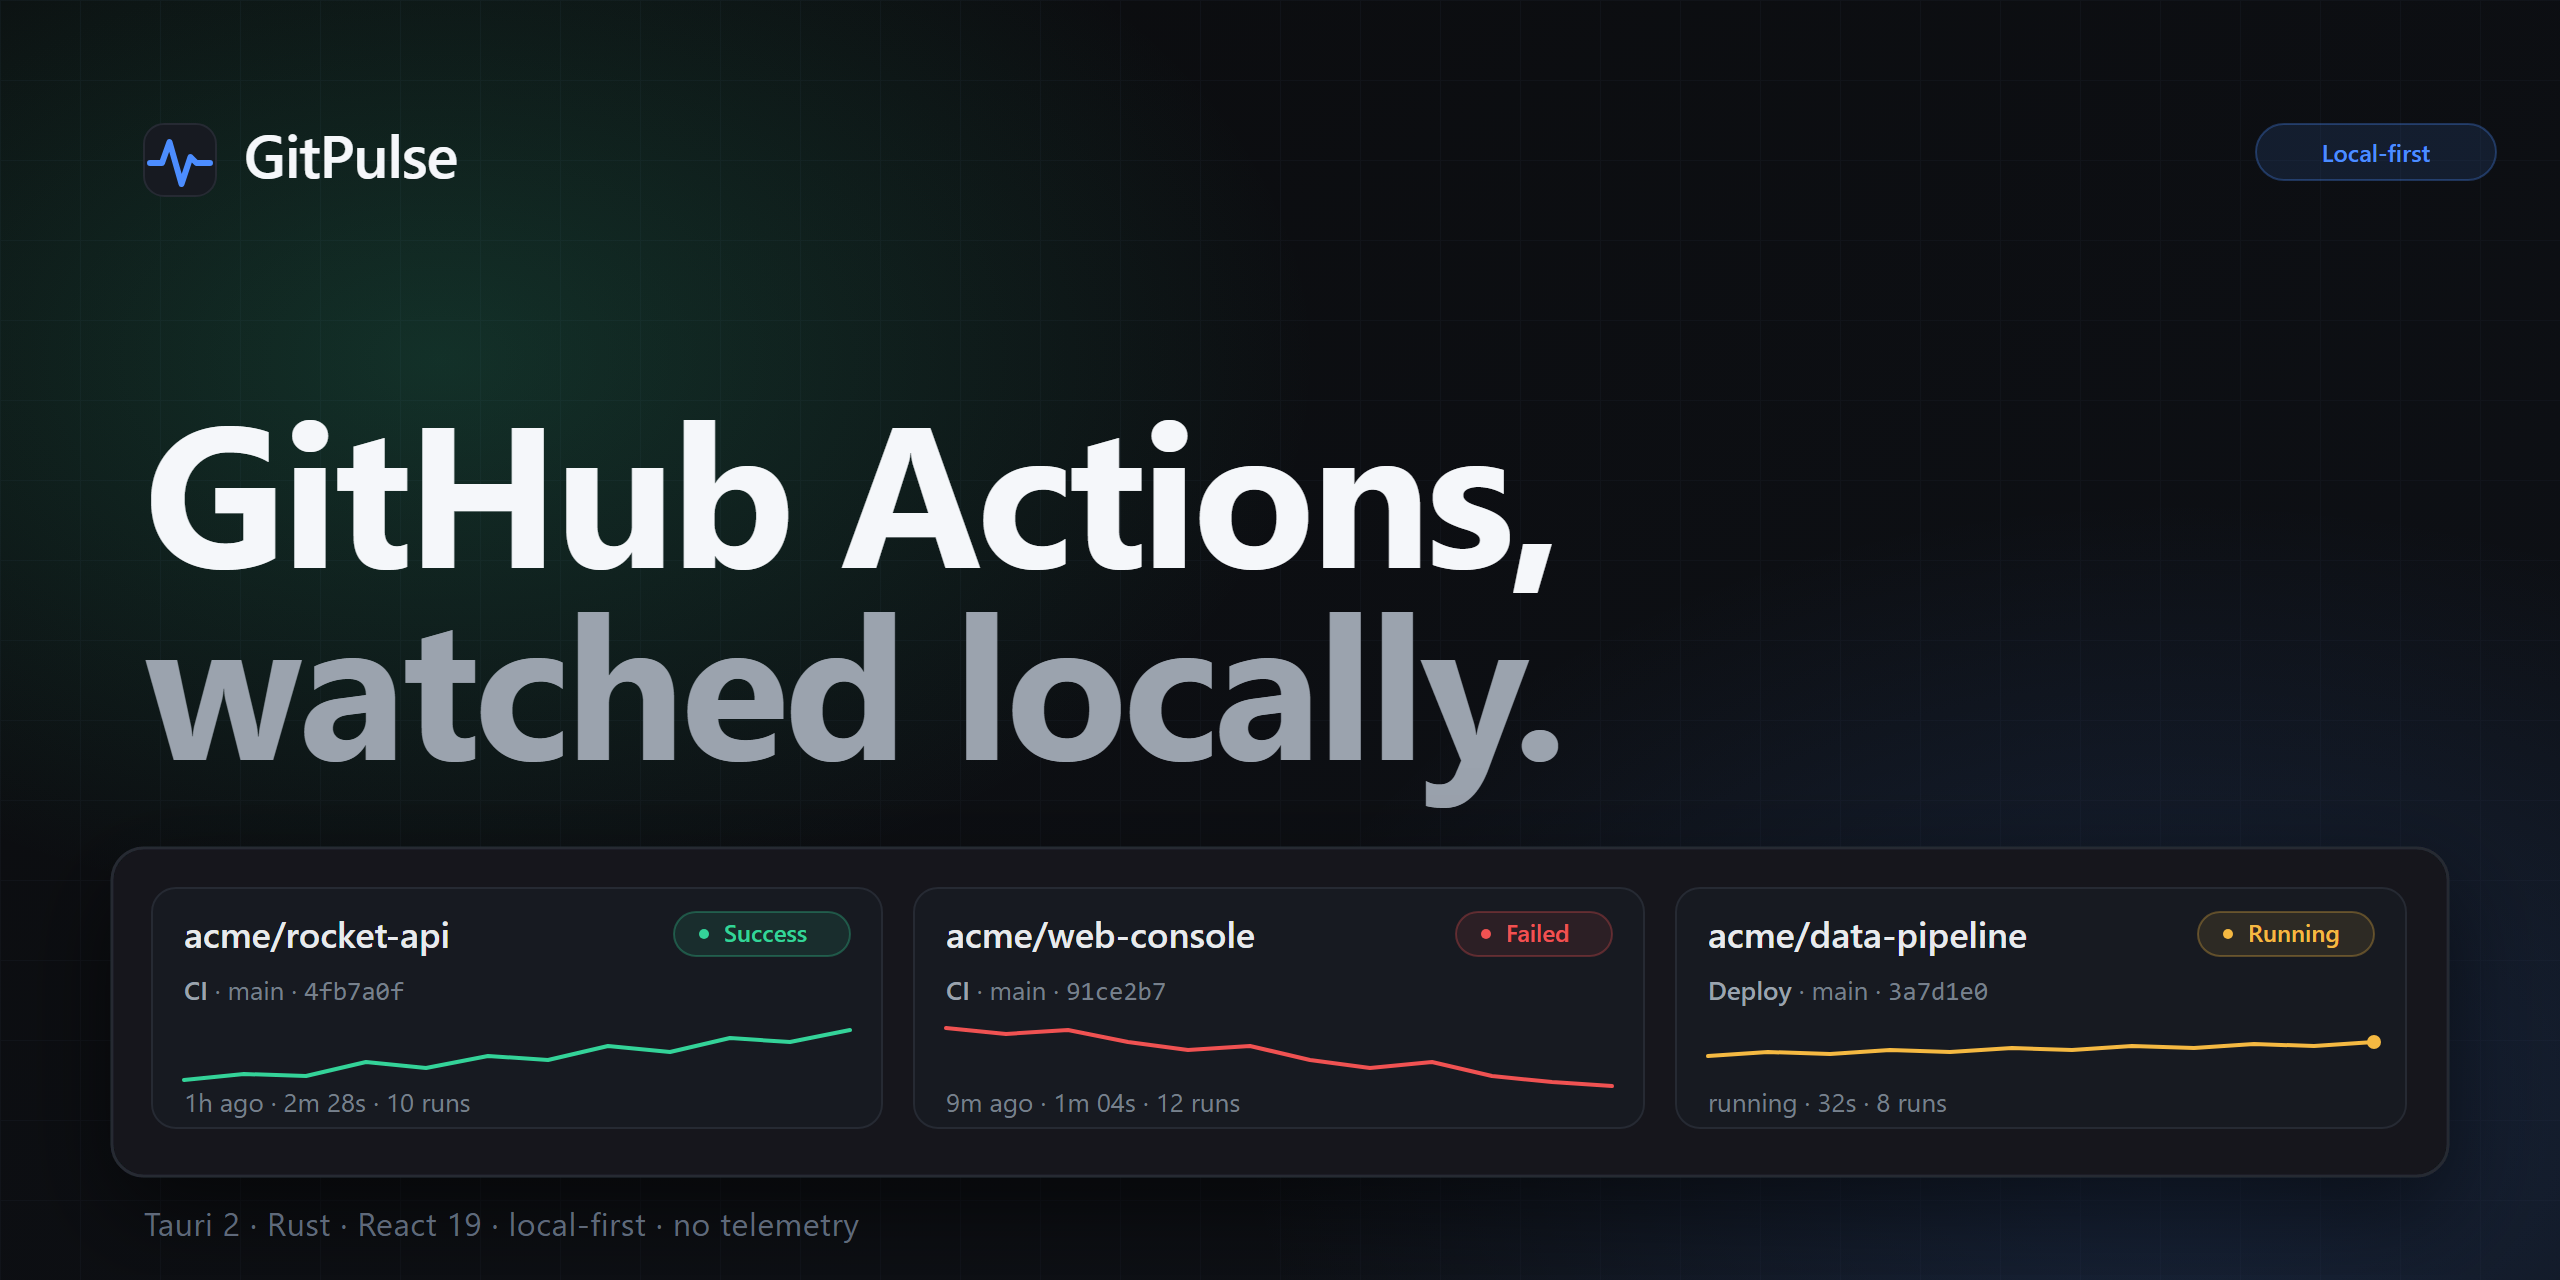 GitPulse
Local-first
GitHub Actions,
watched locally.
acme/rocket-api
Success
CI · main · 4fb7a0f
1h ago · 2m 28s · 10 runs
acme/web-console
Failed
CI · main · 91ce2b7
9m ago · 1m 04s · 12 runs
acme/data-pipeline
Running
Deploy · main · 3a7d1e0
running · 32s · 8 runs
Tauri 2 · Rust · React 19 · local-first · no telemetry